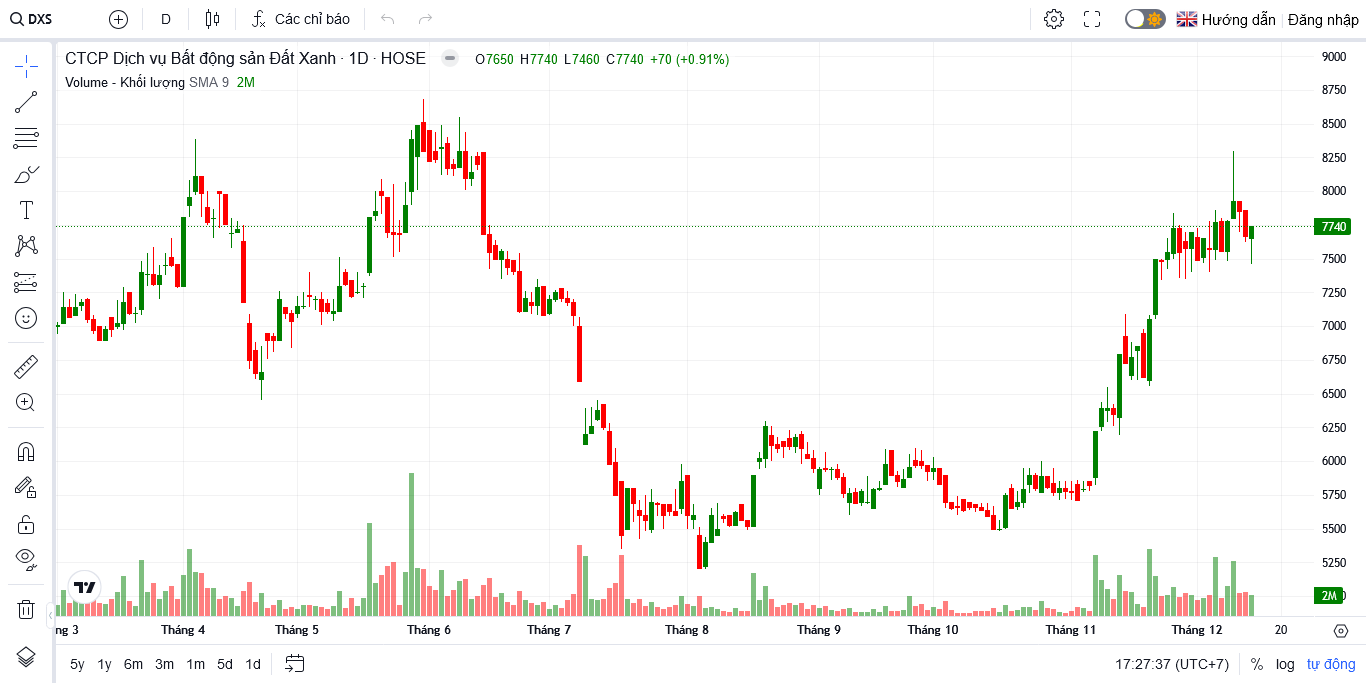 DXS D Các chỉ báo Hướng dẫn Đăng nhập
CTCP Dịch vụ Bất động sản Đất Xanh · 1D · HOSE O7650 H7740 L7460 C7740 +70 (+0.91%)
Volume - Khối lượng SMA 9 2M
9000
8750
8500
8250
8000
7740
7500
7250
7000
6750
6500
6250
6000
5750
5500
5250
2M
ng 3 Tháng 4 Tháng 5 Tháng 6 Tháng 7 Tháng 8 Tháng 9 Tháng 10 Tháng 11 Tháng 12 20
5y 1y 6m 3m 1m 5d 1d 17:27:37 (UTC+7) % log tự động